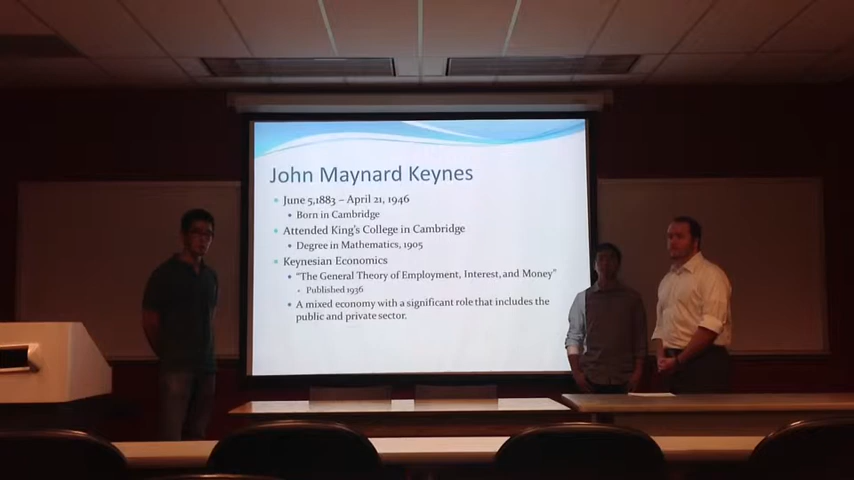 John Maynard Keynes
June 5,1883 – April 21, 1946
Born in Cambridge
Attended King's College in Cambridge
Degree in Mathematics, 1905
Keynesian Economics
"The General Theory of Employment, Interest, and Money"
Published 1936
A mixed economy with a significant role that includes the
public and private sector.